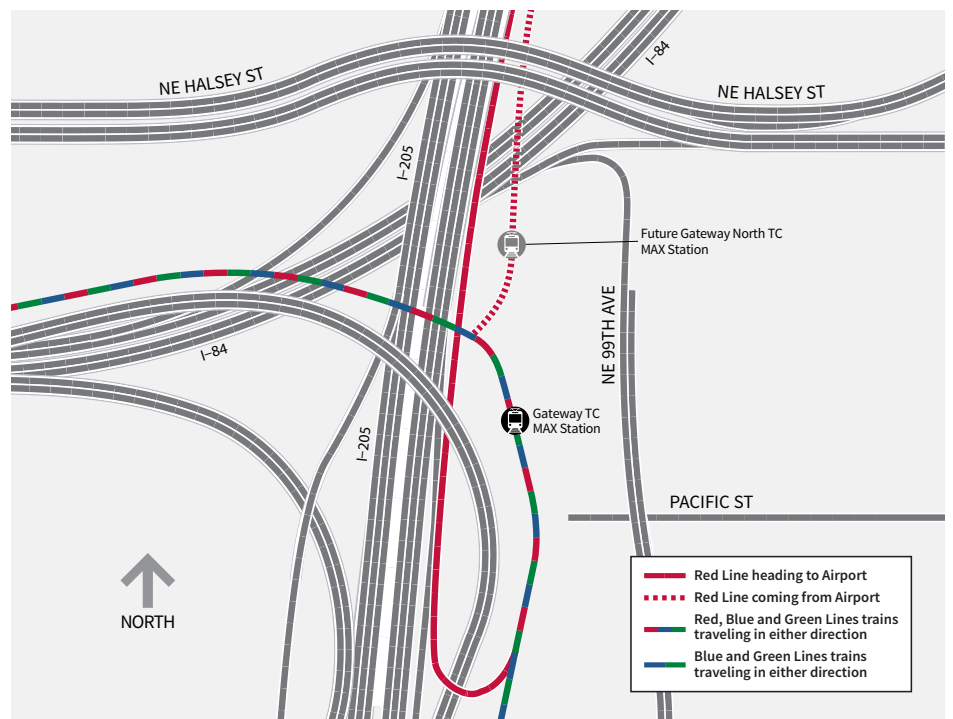 I–84
NE HALSEY ST
NE HALSEY ST
I–205
Future Gateway North TC
MAX Station
NE 99TH AVE
I–84
Gateway TC
MAX Station
I–205
PACIFIC ST
NORTH
Red Line heading to Airport
Red Line coming from Airport
Red, Blue and Green Lines trains
traveling in either direction
Blue and Green Lines trains
traveling in either direction